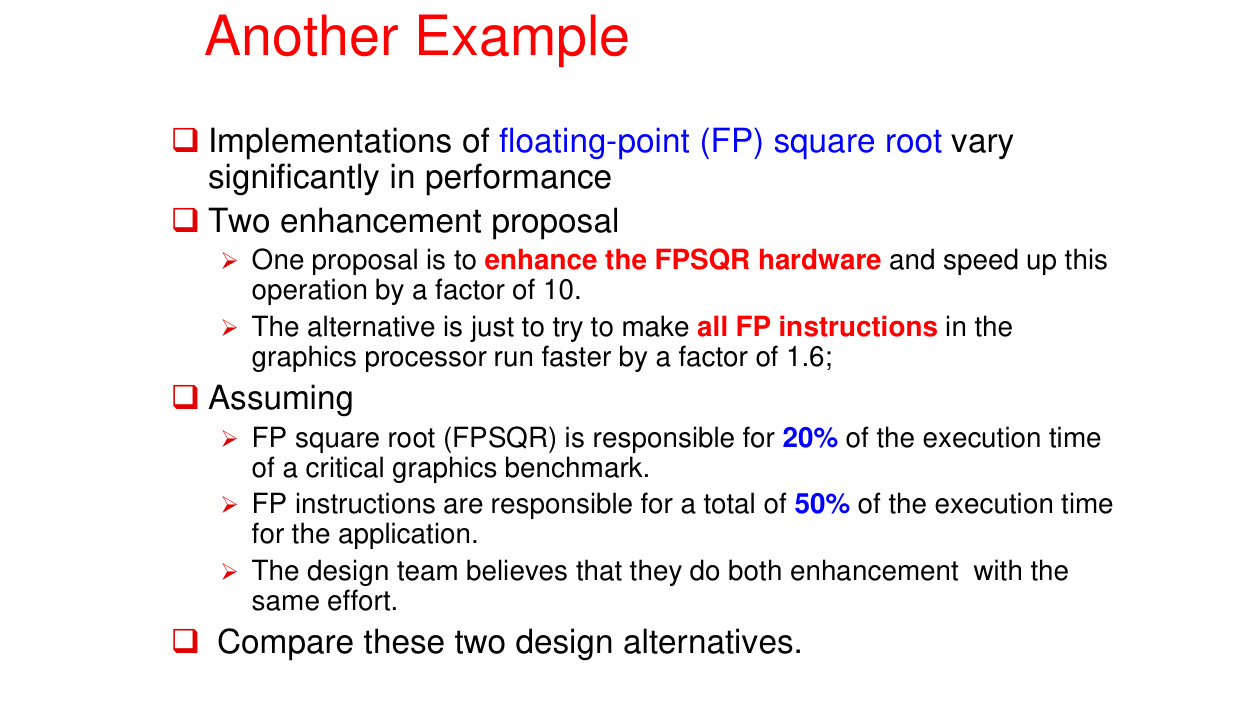 Another Example
❑ Implementations of floating-point (FP) square root vary
significantly in performance
❑ Two enhancement proposal
➢ One proposal is to enhance the FPSQR hardware and speed up this
operation by a factor of 10.
➢ The alternative is just to try to make all FP instructions in the
graphics processor run faster by a factor of 1.6;
❑ Assuming
➢ FP square root (FPSQR) is responsible for 20% of the execution time
of a critical graphics benchmark.
➢ FP instructions are responsible for a total of 50% of the execution time
for the application.
➢ The design team believes that they do both enhancement  with the
same effort.
❑ Compare these two design alternatives.